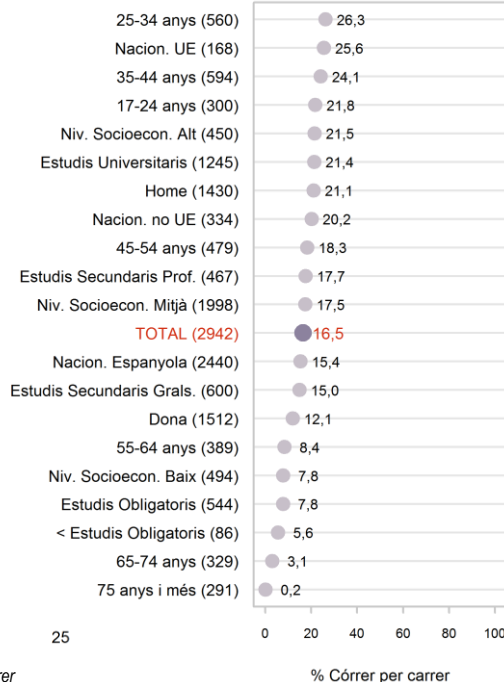 25-34 anys (560) 26,3
Nacion. UE (168) 25,6
35-44 anys (594) 24,1
17-24 anys (300) 21,8
Niv. Socioecon. Alt (450) 21,5
Estudis Universitaris (1245) 21,4
Home (1430) 21,1
Nacion. no UE (334) 20,2
45-54 anys (479) 18,3
Estudis Secundaris Prof. (467) 17,7
Niv. Socioecon. Mitjà (1998) 17,5
TOTAL (2942) 16,5
Nacion. Espanyola (2440) 15,4
Estudis Secundaris Grals. (600) 15,0
Dona (1512) 12,1
55-64 anys (389) 8,4
Niv. Socioecon. Baix (494) 7,8
Estudis Obligatoris (544) 7,8
< Estudis Obligatoris (86) 5,6
65-74 anys (329) 3,1
75 anys i més (291) 0,2
25 0 20 40 60 80 100
rer % Córrer per carrer